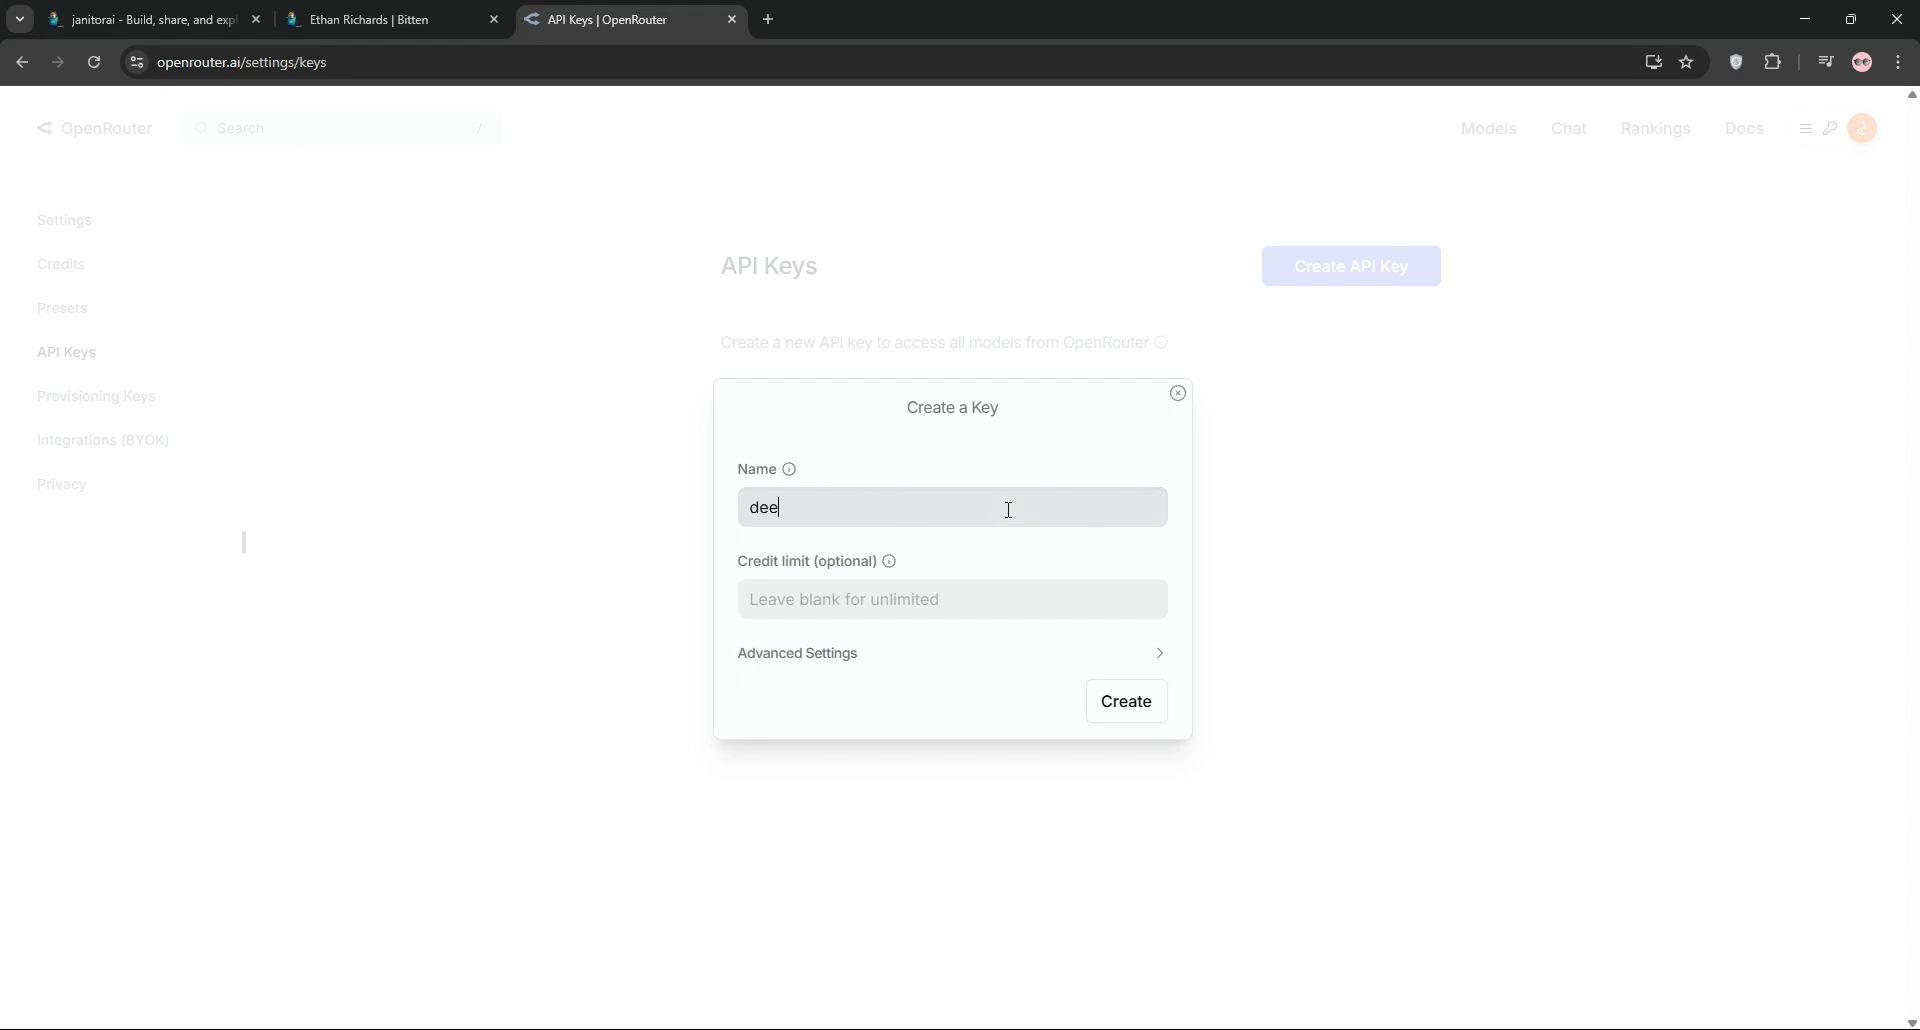 janitorai - Build, share, and expl
Ethan Richards | Bitten
API Keys | OpenRouter
openrouter.ai/settings/keys
OpenRouter
Search
/
Models
Chat
Rankings
Docs
2
Settings
Credits
Presets
API Keys
Provisioning Keys
Integrations (BYOK)
Privacy
API Keys
Create API Key
Create a new API key to access all models from OpenRouter
Create a Key
Name
dee
Credit limit (optional)
Leave blank for unlimited
Advanced Settings
Create